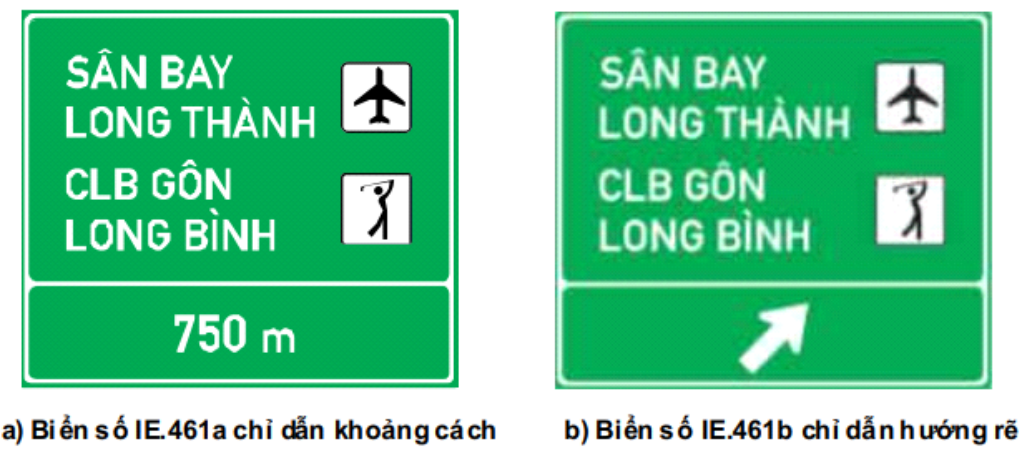 SÂN BAY
LONG THÀNH
CLB GÔN
LONG BÌNH
750 m
SÂN BAY
LONG THÀNH
CLB GÔN
LONG BÌNH
a) Biển số IE.461a chỉ dẫn khoảng cách
b) Biển số IE.461b chỉ dẫn hướng rẽ